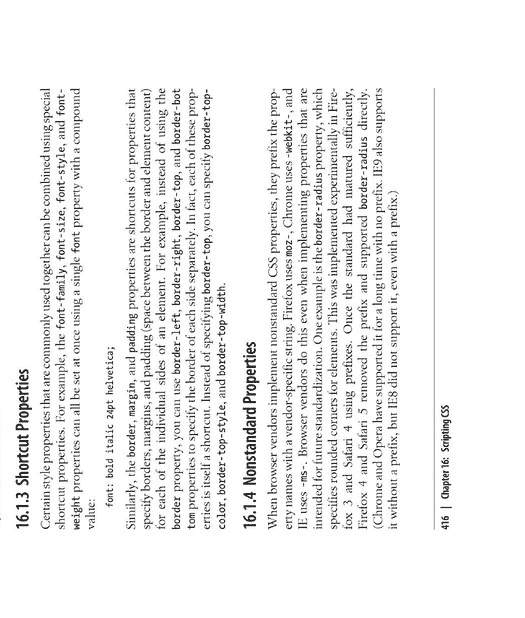 16.1.3 Shortcut Properties
Certain style properties that are commonly used together can be combined using special
shortcut properties. For example, the font-family, font-size, font-style, and font-
weight properties can all be set at once using a single font property with a compound
value:
font: bold italic 24pt helvetica;
Similarly, the border, margin, and padding properties are shortcuts for properties that
specify borders, margins, and padding (space between the border and element content)
for each of the individual sides of an element. For example, instead of using the
border property, you can use border-left, border-right, border-top, and border-bot
tom properties to specify the border of each side separately. In fact, each of these prop-
erties is itself a shortcut. Instead of specifying border-top, you can specify border-top-
color, border-top-style, and border-top-width.
16.1.4 Nonstandard Properties
When browser vendors implement nonstandard CSS properties, they prefix the prop-
erty names with a vendor-specific string. Firefox uses moz-, Chrome uses -webkit-, and
IE uses -ms-. Browser vendors do this even when implementing properties that are
intended for future standardization. One example is the border-radius property, which
specifies rounded corners for elements. This was implemented experimentally in Fire-
fox 3 and Safari 4 using prefixes. Once the standard had matured sufficiently,
Firefox 4 and Safari 5 removed the prefix and supported border-radius directly.
(Chrome and Opera have supported it for a long time with no prefix. IE9 also supports
it without a prefix, but IE8 did not support it, even with a prefix.)
416 | Chapter 16: Scripting CSS